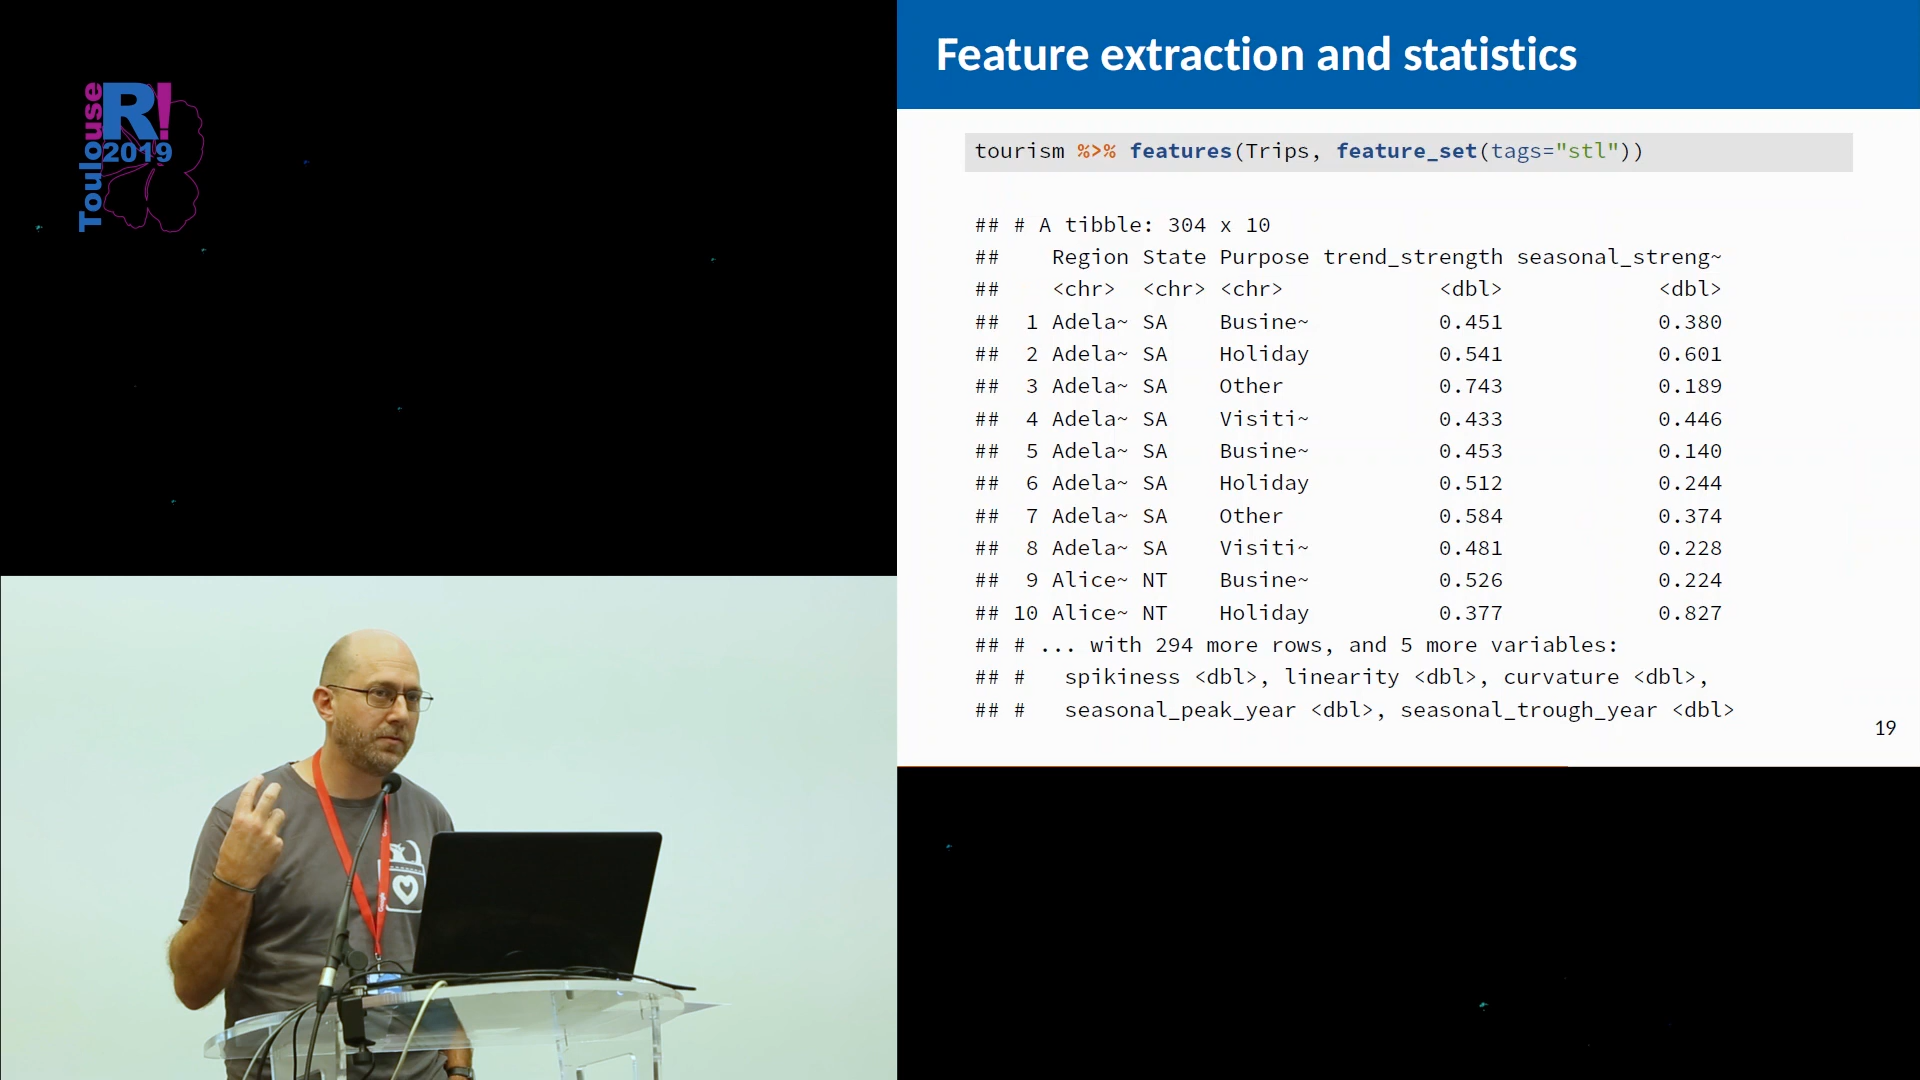 Toulouse
R!
2019
Feature extraction and statistics
tourism %>% features(Trips, feature_set(tags="stl"))
## # A tibble: 304 x 10
##    Region State Purpose trend_strength seasonal_streng~
##    <chr>  <chr> <chr>            <dbl>            <dbl>
##  1 Adela~ SA    Busine~          0.451            0.380
##  2 Adela~ SA    Holiday          0.541            0.601
##  3 Adela~ SA    Other            0.743            0.189
##  4 Adela~ SA    Visiti~          0.433            0.446
##  5 Adela~ SA    Busine~          0.453            0.140
##  6 Adela~ SA    Holiday          0.512            0.244
##  7 Adela~ SA    Other            0.584            0.374
##  8 Adela~ SA    Visiti~          0.481            0.228
##  9 Alice~ NT    Busine~          0.526            0.224
## 10 Alice~ NT    Holiday          0.377            0.827
## # ... with 294 more rows, and 5 more variables:
## #   spikiness <dbl>, linearity <dbl>, curvature <dbl>,
## #   seasonal_peak_year <dbl>, seasonal_trough_year <dbl>
19
Google